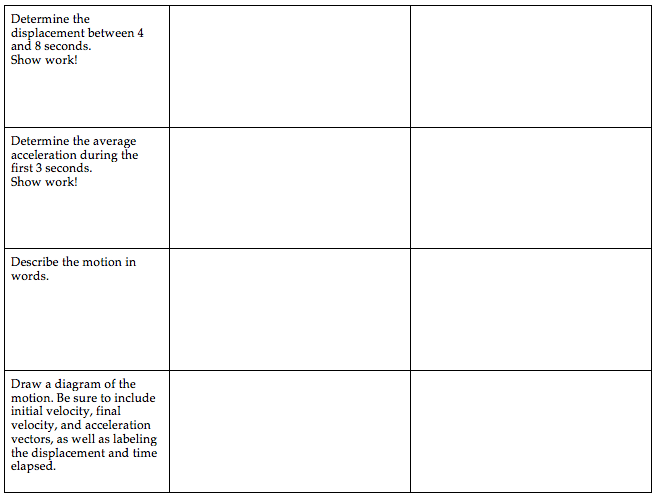 Determine the
displacement between 4
and 8 seconds.
Show work!
Determine the average
acceleration during the
first 3 seconds.
Show work!
Describe the motion in
words.
Draw a diagram of the
motion. Be sure to include
initial velocity, final
velocity, and acceleration
vectors, as well as labeling
the displacement and time
elapsed.